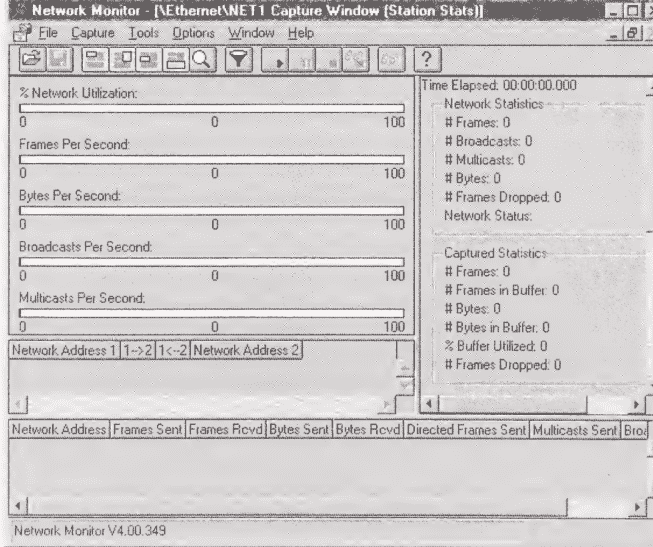 Network Monitor - [\Ethernet\NET1 Capture Window (Station Stats)]
File Capture Tools Options Window Help
% Network Utilization:
0 0 100
Frames Per Second:
0 0 100
Bytes Per Second:
0 0 100
Broadcasts Per Second:
0 0 100
Multicasts Per Second:
0 0 100
Time Elapsed: 00:00:00.000
Network Statistics
# Frames: 0
# Broadcasts: 0
# Multicasts: 0
# Bytes: 0
# Frames Dropped: 0
Network Status:
Captured Statistics
# Frames: 0
# Frames in Buffer: 0
# Bytes: 0
# Bytes in Buffer: 0
% Buffer Utilized: 0
# Frames Dropped: 0
Network Address 1 1-->2 1<--2 Network Address 2
Network Address Frames Sent Frames Rcvd Bytes Sent Bytes Rcvd Directed Frames Sent Multicasts Sent Broa
Network Monitor V4.00.349